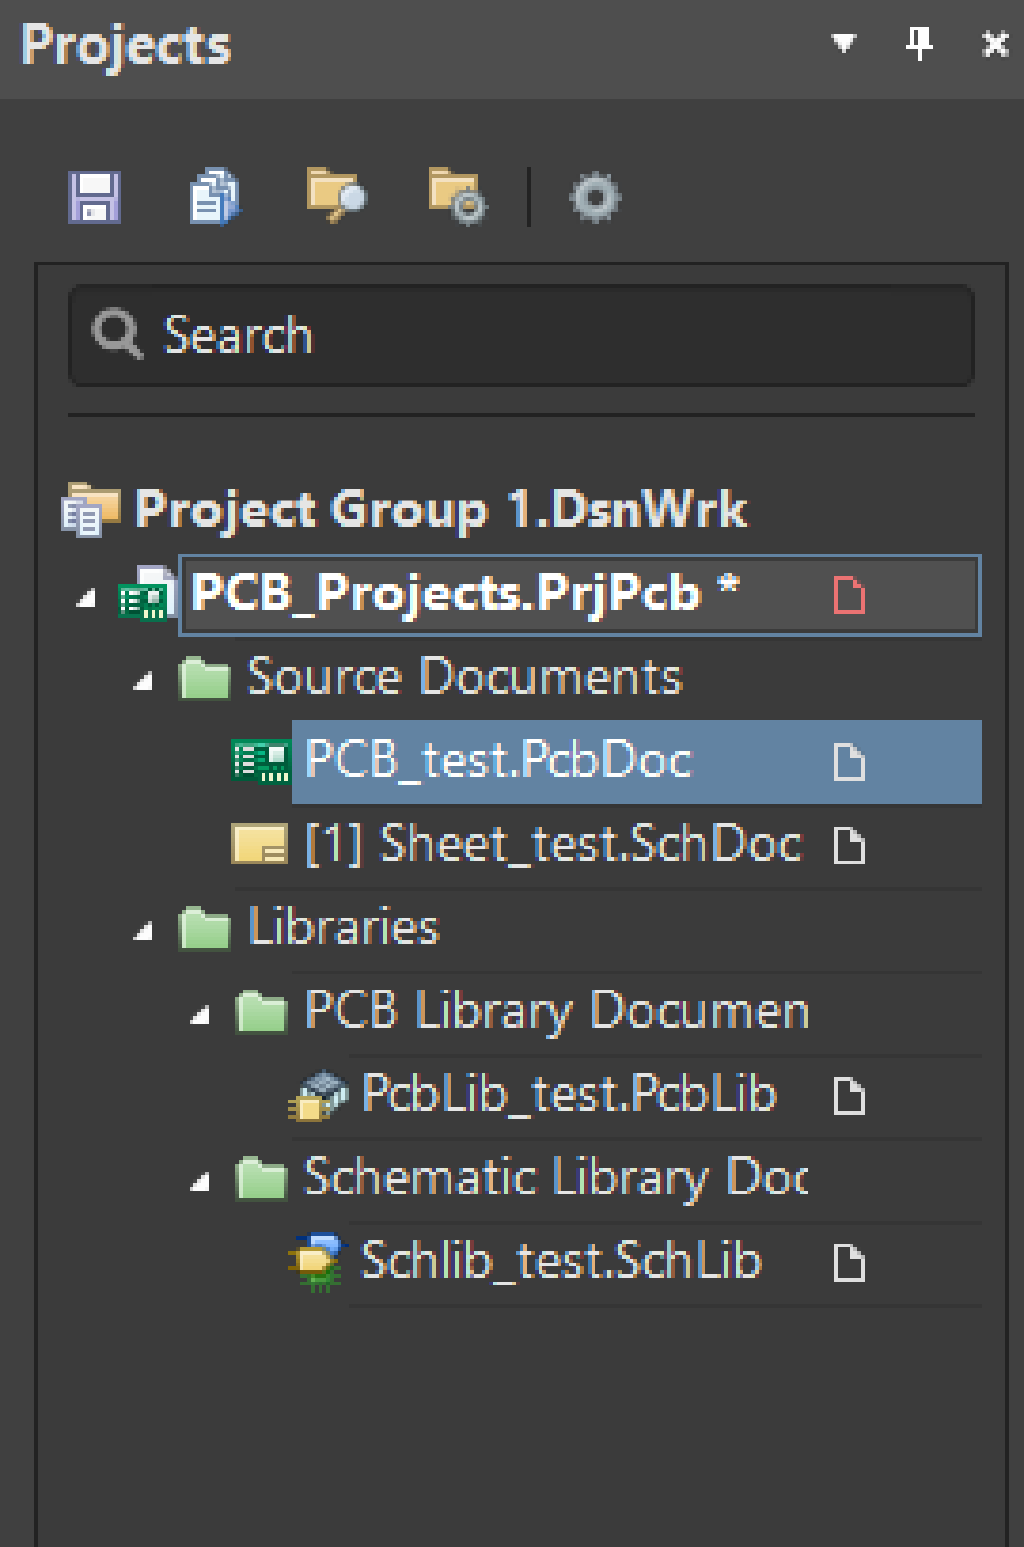 Projects
Search
Project Group 1.DsnWrk
PCB_Projects.PrjPcb *
Source Documents
PCB_test.PcbDoc
[1] Sheet_test.SchDoc
Libraries
PCB Library Documen
PcbLib_test.PcbLib
Schematic Library Doc
Schlib_test.SchLib